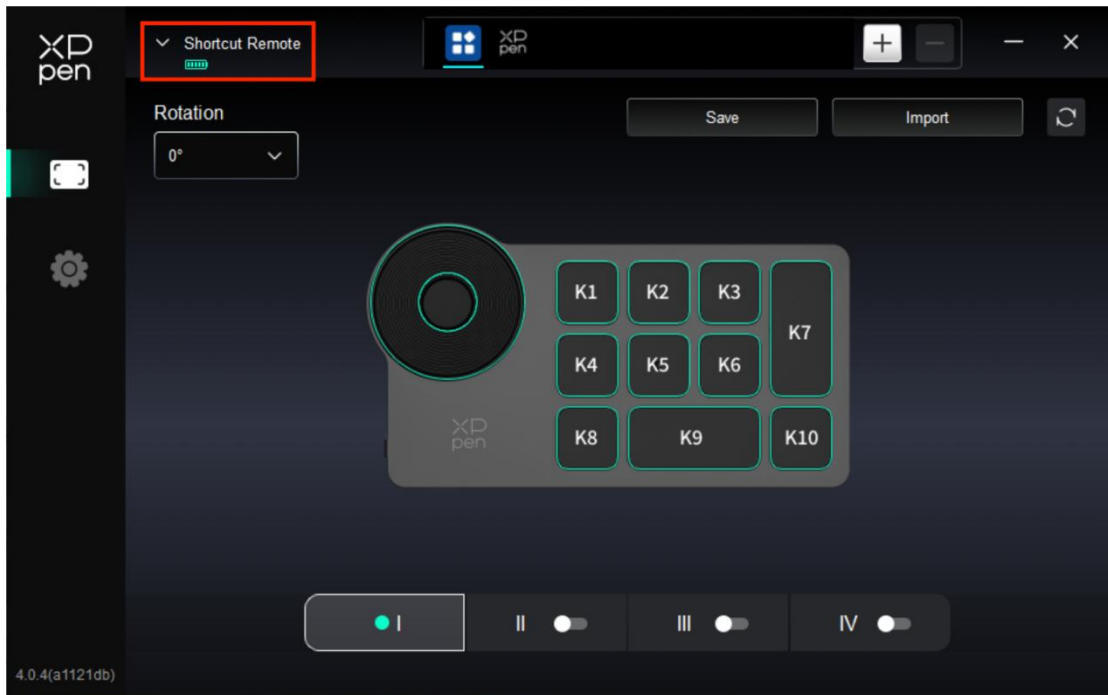 XP
pen
Shortcut Remote
XP
pen
Rotation
Save
Import
0°
K1 K2 K3
K7
K4 K5 K6
XP
pen
K8 K9 K10
I II III IV
4.0.4(a1121db)